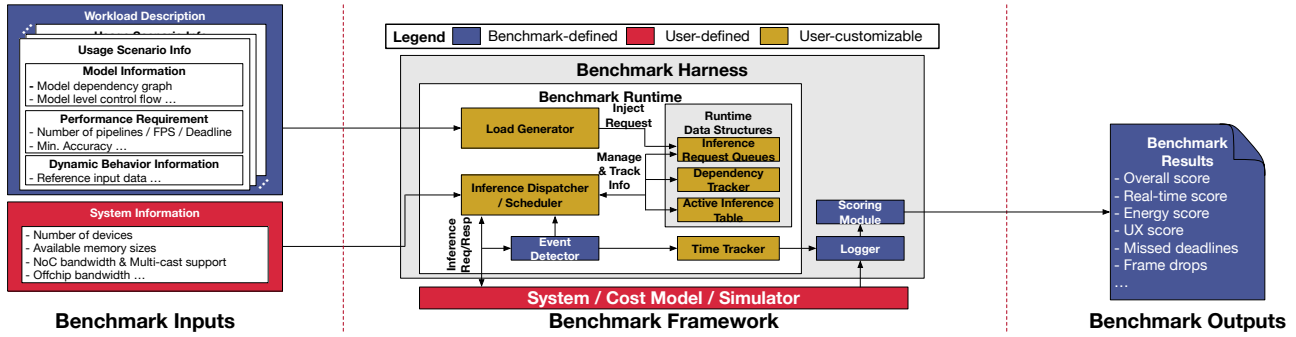 Workload Description
Usage Scenario Info
Model Information
- Model dependency graph
- Model level control flow ...
Performance Requirement
- Number of pipelines / FPS / Deadline
- Min. Accuracy ...
Dynamic Behavior Information
- Reference input data ...
System Information
- Number of devices
- Available memory sizes
- NoC bandwidth & Multi-cast support
- Offchip bandwidth ...
Benchmark Inputs
Legend Benchmark-defined User-defined User-customizable
Benchmark Harness
Benchmark Runtime
Load Generator
Inject
Request
Runtime
Data Structures
Inference
Request Queues
Manage
& Track
Info
Dependency
Tracker
Active Inference
Table
Inference Dispatcher
/ Scheduler
Inference
Req/Resp
Event
Detector
Time Tracker
Scoring
Module
Logger
System / Cost Model / Simulator
Benchmark Framework
Benchmark
Results
- Overall score
- Real-time score
- Energy score
- UX score
- Missed deadlines
- Frame drops
...
Benchmark Outputs